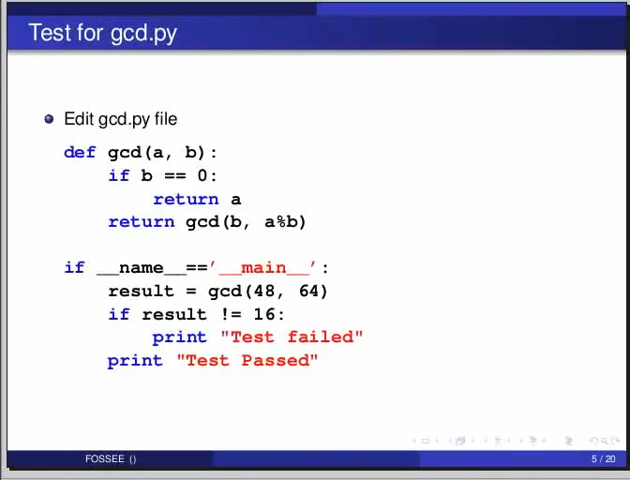 Test for gcd.py
Edit gcd.py file
def gcd(a, b):
    if b == 0:
        return a
    return gcd(b, a%b)
if __name__=='__main__':
    result = gcd(48, 64)
    if result != 16:
        print "Test failed"
    print "Test Passed"
FOSSEE ()
5 / 20